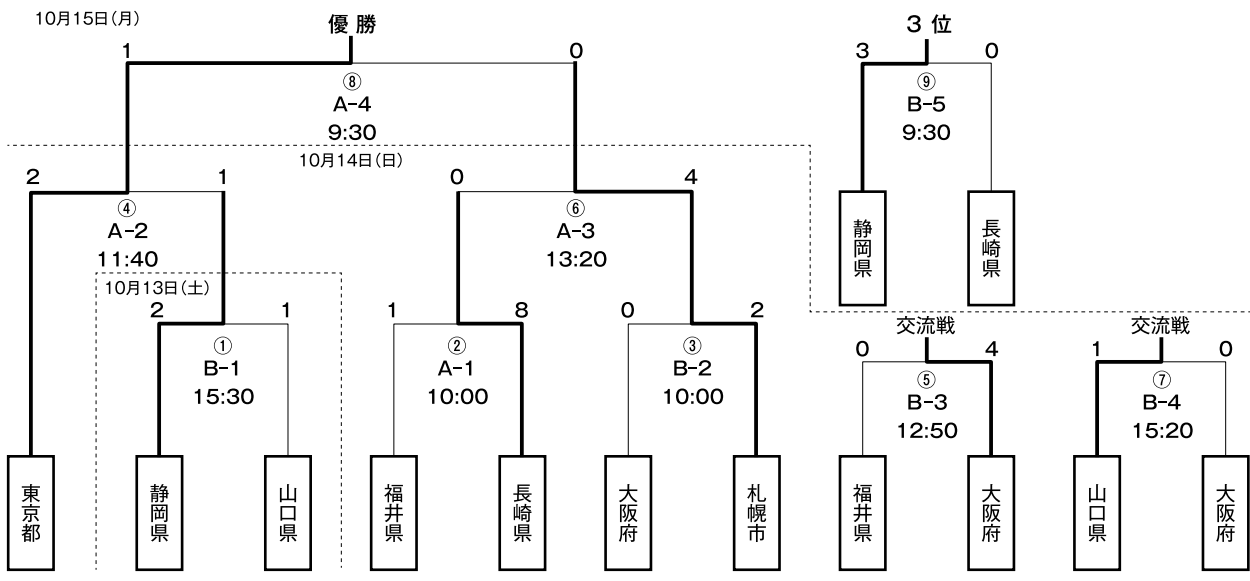 10月15日(月)
優勝
3位
1
0
3
0
⑧
A-4
9:30
⑨
B-5
9:30
静岡県
長崎県
10月14日(日)
2
1
0
4
④
A-2
11:40
⑥
A-3
13:20
10月13日(土)
2
1
1
8
0
2
①
B-1
15:30
②
A-1
10:00
③
B-2
10:00
交流戦
交流戦
0
4
1
0
⑤
B-3
12:50
⑦
B-4
15:20
東京都
静岡県
山口県
福井県
長崎県
大阪府
札幌市
福井県
大阪府
山口県
大阪府